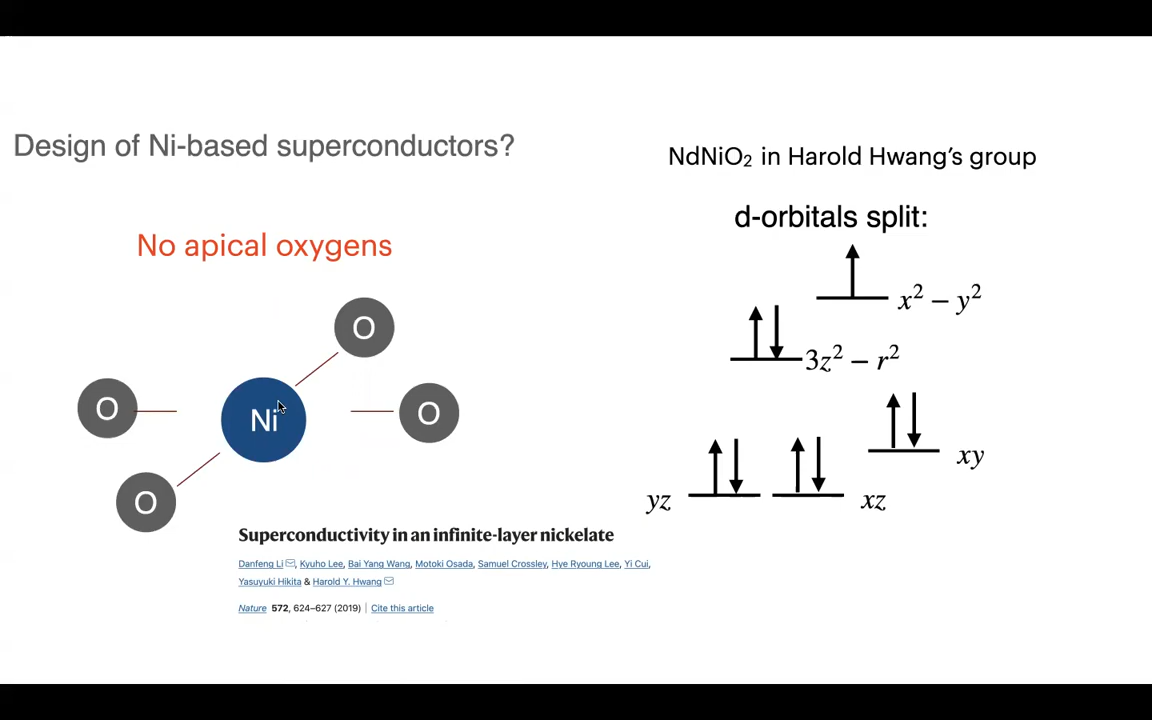 Design of Ni-based superconductors?
No apical oxygens
O
O
Ni
O
O
Superconductivity in an infinite-layer nickelate
Danfeng Li, Kyuho Lee, Bai Yang Wang, Motoki Osada, Samuel Crossley, Hye Ryoung Lee, Yi Cui,
Yasuyuki Hikita & Harold Y. Hwang
Nature 572, 624–627 (2019) | Cite this article
NdNiO₂ in Harold Hwang’s group
d-orbitals split:
x² − y²
3z² − r²
xy
yz
xz